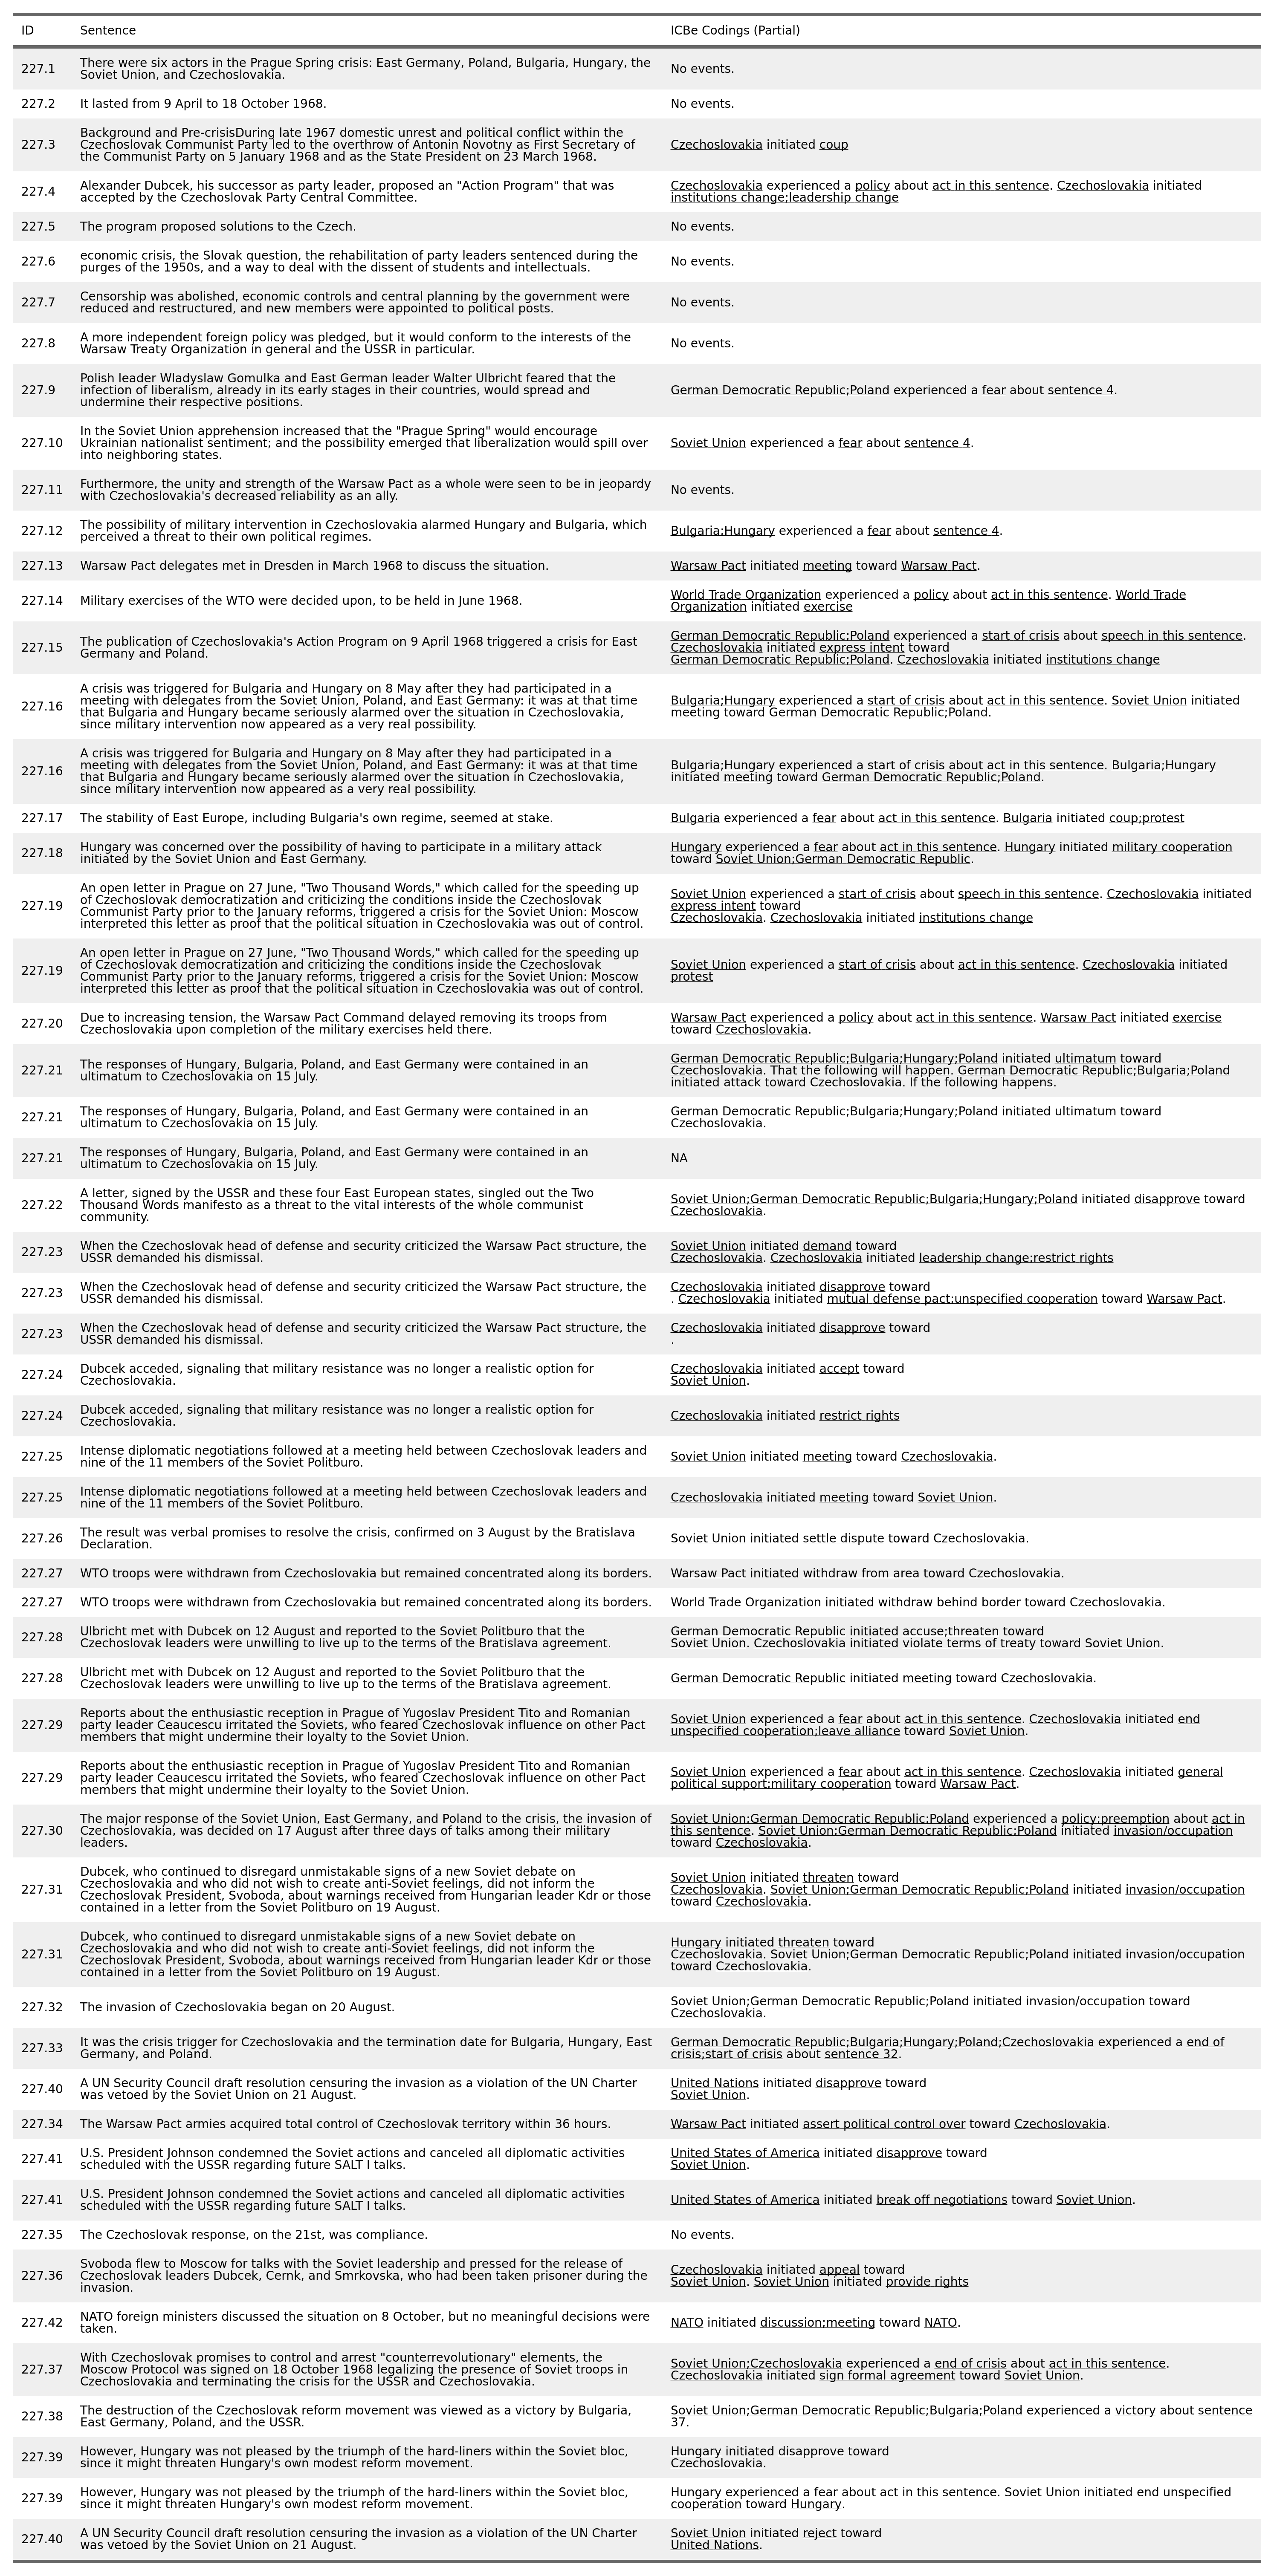 ID Sentence ICBe Codings (Partial)
227.1 There were six actors in the Prague Spring crisis: East Germany, Poland, Bulgaria, Hungary, the
Soviet Union, and Czechoslovakia.
No events.
227.2 It lasted from 9 April to 18 October 1968.
No events.
227.3 Background and Pre-crisisDuring late 1967 domestic unrest and political conflict within the
Czechoslovak Communist Party led to the overthrow of Antonin Novotny as First Secretary of
the Communist Party on 5 January 1968 and as the State President on 23 March 1968.
Czechoslovakia initiated coup
227.4 Alexander Dubcek, his successor as party leader, proposed an "Action Program" that was
accepted by the Czechoslovak Party Central Committee.
Czechoslovakia experienced a policy about act in this sentence. Czechoslovakia initiated
institutions change;leadership change
227.5 The program proposed solutions to the Czech.
No events.
227.6 economic crisis, the Slovak question, the rehabilitation of party leaders sentenced during the
purges of the 1950s, and a way to deal with the dissent of students and intellectuals.
No events.
227.7 Censorship was abolished, economic controls and central planning by the government were
reduced and restructured, and new members were appointed to political posts.
No events.
227.8 A more independent foreign policy was pledged, but it would conform to the interests of the
Warsaw Treaty Organization in general and the USSR in particular.
No events.
227.9 Polish leader Wladyslaw Gomulka and East German leader Walter Ulbricht feared that the
infection of liberalism, already in its early stages in their countries, would spread and
undermine their respective positions.
German Democratic Republic;Poland experienced a fear about sentence 4.
227.10 In the Soviet Union apprehension increased that the "Prague Spring" would encourage
Ukrainian nationalist sentiment; and the possibility emerged that liberalization would spill over
into neighboring states.
Soviet Union experienced a fear about sentence 4.
227.11 Furthermore, the unity and strength of the Warsaw Pact as a whole were seen to be in jeopardy
with Czechoslovakia's decreased reliability as an ally.
No events.
227.12 The possibility of military intervention in Czechoslovakia alarmed Hungary and Bulgaria, which
perceived a threat to their own political regimes.
Bulgaria;Hungary experienced a fear about sentence 4.
227.13 Warsaw Pact delegates met in Dresden in March 1968 to discuss the situation.
Warsaw Pact initiated meeting toward Warsaw Pact.
227.14 Military exercises of the WTO were decided upon, to be held in June 1968.
World Trade Organization experienced a policy about act in this sentence. World Trade
Organization initiated exercise
227.15 The publication of Czechoslovakia's Action Program on 9 April 1968 triggered a crisis for East
Germany and Poland.
German Democratic Republic;Poland experienced a start of crisis about speech in this sentence.
Czechoslovakia initiated express intent toward
German Democratic Republic;Poland. Czechoslovakia initiated institutions change
227.16 A crisis was triggered for Bulgaria and Hungary on 8 May after they had participated in a
meeting with delegates from the Soviet Union, Poland, and East Germany: it was at that time
that Bulgaria and Hungary became seriously alarmed over the situation in Czechoslovakia,
since military intervention now appeared as a very real possibility.
Bulgaria;Hungary experienced a start of crisis about act in this sentence. Soviet Union initiated
meeting toward German Democratic Republic;Poland.
227.16 A crisis was triggered for Bulgaria and Hungary on 8 May after they had participated in a
meeting with delegates from the Soviet Union, Poland, and East Germany: it was at that time
that Bulgaria and Hungary became seriously alarmed over the situation in Czechoslovakia,
since military intervention now appeared as a very real possibility.
Bulgaria;Hungary experienced a start of crisis about act in this sentence. Bulgaria;Hungary
initiated meeting toward German Democratic Republic;Poland.
227.17 The stability of East Europe, including Bulgaria's own regime, seemed at stake.
Bulgaria experienced a fear about act in this sentence. Bulgaria initiated coup;protest
227.18 Hungary was concerned over the possibility of having to participate in a military attack
initiated by the Soviet Union and East Germany.
Hungary experienced a fear about act in this sentence. Hungary initiated military cooperation
toward Soviet Union;German Democratic Republic.
227.19 An open letter in Prague on 27 June, "Two Thousand Words," which called for the speeding up
of Czechoslovak democratization and criticizing the conditions inside the Czechoslovak
Communist Party prior to the January reforms, triggered a crisis for the Soviet Union: Moscow
interpreted this letter as proof that the political situation in Czechoslovakia was out of control.
Soviet Union experienced a start of crisis about speech in this sentence. Czechoslovakia initiated
express intent toward
Czechoslovakia. Czechoslovakia initiated institutions change
227.19 An open letter in Prague on 27 June, "Two Thousand Words," which called for the speeding up
of Czechoslovak democratization and criticizing the conditions inside the Czechoslovak
Communist Party prior to the January reforms, triggered a crisis for the Soviet Union: Moscow
interpreted this letter as proof that the political situation in Czechoslovakia was out of control.
Soviet Union experienced a start of crisis about act in this sentence. Czechoslovakia initiated
protest
227.20 Due to increasing tension, the Warsaw Pact Command delayed removing its troops from
Czechoslovakia upon completion of the military exercises held there.
Warsaw Pact experienced a policy about act in this sentence. Warsaw Pact initiated exercise
toward Czechoslovakia.
227.21 The responses of Hungary, Bulgaria, Poland, and East Germany were contained in an
ultimatum to Czechoslovakia on 15 July.
German Democratic Republic;Bulgaria;Hungary;Poland initiated ultimatum toward
Czechoslovakia. That the following will happen. German Democratic Republic;Bulgaria;Poland
initiated attack toward Czechoslovakia. If the following happens.
227.21 The responses of Hungary, Bulgaria, Poland, and East Germany were contained in an
ultimatum to Czechoslovakia on 15 July.
German Democratic Republic;Bulgaria;Hungary;Poland initiated ultimatum toward
Czechoslovakia.
227.21 The responses of Hungary, Bulgaria, Poland, and East Germany were contained in an
ultimatum to Czechoslovakia on 15 July.
NA
227.22 A letter, signed by the USSR and these four East European states, singled out the Two
Thousand Words manifesto as a threat to the vital interests of the whole communist
community.
Soviet Union;German Democratic Republic;Bulgaria;Hungary;Poland initiated disapprove toward
Czechoslovakia.
227.23 When the Czechoslovak head of defense and security criticized the Warsaw Pact structure, the
USSR demanded his dismissal.
Soviet Union initiated demand toward
Czechoslovakia. Czechoslovakia initiated leadership change;restrict rights
227.23 When the Czechoslovak head of defense and security criticized the Warsaw Pact structure, the
USSR demanded his dismissal.
Czechoslovakia initiated disapprove toward
. Czechoslovakia initiated mutual defense pact;unspecified cooperation toward Warsaw Pact.
227.23 When the Czechoslovak head of defense and security criticized the Warsaw Pact structure, the
USSR demanded his dismissal.
Czechoslovakia initiated disapprove toward
.
227.24 Dubcek acceded, signaling that military resistance was no longer a realistic option for
Czechoslovakia.
Czechoslovakia initiated accept toward
Soviet Union.
227.24 Dubcek acceded, signaling that military resistance was no longer a realistic option for
Czechoslovakia.
Czechoslovakia initiated restrict rights
227.25 Intense diplomatic negotiations followed at a meeting held between Czechoslovak leaders and
nine of the 11 members of the Soviet Politburo.
Soviet Union initiated meeting toward Czechoslovakia.
227.25 Intense diplomatic negotiations followed at a meeting held between Czechoslovak leaders and
nine of the 11 members of the Soviet Politburo.
Czechoslovakia initiated meeting toward Soviet Union.
227.26 The result was verbal promises to resolve the crisis, confirmed on 3 August by the Bratislava
Declaration.
Soviet Union initiated settle dispute toward Czechoslovakia.
227.27 WTO troops were withdrawn from Czechoslovakia but remained concentrated along its borders.
Warsaw Pact initiated withdraw from area toward Czechoslovakia.
227.27 WTO troops were withdrawn from Czechoslovakia but remained concentrated along its borders.
World Trade Organization initiated withdraw behind border toward Czechoslovakia.
227.28 Ulbricht met with Dubcek on 12 August and reported to the Soviet Politburo that the
Czechoslovak leaders were unwilling to live up to the terms of the Bratislava agreement.
German Democratic Republic initiated accuse;threaten toward
Soviet Union. Czechoslovakia initiated violate terms of treaty toward Soviet Union.
227.28 Ulbricht met with Dubcek on 12 August and reported to the Soviet Politburo that the
Czechoslovak leaders were unwilling to live up to the terms of the Bratislava agreement.
German Democratic Republic initiated meeting toward Czechoslovakia.
227.29 Reports about the enthusiastic reception in Prague of Yugoslav President Tito and Romanian
party leader Ceaucescu irritated the Soviets, who feared Czechoslovak influence on other Pact
members that might undermine their loyalty to the Soviet Union.
Soviet Union experienced a fear about act in this sentence. Czechoslovakia initiated end
unspecified cooperation;leave alliance toward Soviet Union.
227.29 Reports about the enthusiastic reception in Prague of Yugoslav President Tito and Romanian
party leader Ceaucescu irritated the Soviets, who feared Czechoslovak influence on other Pact
members that might undermine their loyalty to the Soviet Union.
Soviet Union experienced a fear about act in this sentence. Czechoslovakia initiated general
political support;military cooperation toward Warsaw Pact.
227.30 The major response of the Soviet Union, East Germany, and Poland to the crisis, the invasion of
Czechoslovakia, was decided on 17 August after three days of talks among their military
leaders.
Soviet Union;German Democratic Republic;Poland experienced a policy;preemption about act in
this sentence. Soviet Union;German Democratic Republic;Poland initiated invasion/occupation
toward Czechoslovakia.
227.31 Dubcek, who continued to disregard unmistakable signs of a new Soviet debate on
Czechoslovakia and who did not wish to create anti-Soviet feelings, did not inform the
Czechoslovak President, Svoboda, about warnings received from Hungarian leader Kdr or those
contained in a letter from the Soviet Politburo on 19 August.
Soviet Union initiated threaten toward
Czechoslovakia. Soviet Union;German Democratic Republic;Poland initiated invasion/occupation
toward Czechoslovakia.
227.31 Dubcek, who continued to disregard unmistakable signs of a new Soviet debate on
Czechoslovakia and who did not wish to create anti-Soviet feelings, did not inform the
Czechoslovak President, Svoboda, about warnings received from Hungarian leader Kdr or those
contained in a letter from the Soviet Politburo on 19 August.
Hungary initiated threaten toward
Czechoslovakia. Soviet Union;German Democratic Republic;Poland initiated invasion/occupation
toward Czechoslovakia.
227.32 The invasion of Czechoslovakia began on 20 August.
Soviet Union;German Democratic Republic;Poland initiated invasion/occupation toward
Czechoslovakia.
227.33 It was the crisis trigger for Czechoslovakia and the termination date for Bulgaria, Hungary, East
Germany, and Poland.
German Democratic Republic;Bulgaria;Hungary;Poland;Czechoslovakia experienced a end of
crisis;start of crisis about sentence 32.
227.40 A UN Security Council draft resolution censuring the invasion as a violation of the UN Charter
was vetoed by the Soviet Union on 21 August.
United Nations initiated disapprove toward
Soviet Union.
227.34 The Warsaw Pact armies acquired total control of Czechoslovak territory within 36 hours.
Warsaw Pact initiated assert political control over toward Czechoslovakia.
227.41 U.S. President Johnson condemned the Soviet actions and canceled all diplomatic activities
scheduled with the USSR regarding future SALT I talks.
United States of America initiated disapprove toward
Soviet Union.
227.41 U.S. President Johnson condemned the Soviet actions and canceled all diplomatic activities
scheduled with the USSR regarding future SALT I talks.
United States of America initiated break off negotiations toward Soviet Union.
227.35 The Czechoslovak response, on the 21st, was compliance.
No events.
227.36 Svoboda flew to Moscow for talks with the Soviet leadership and pressed for the release of
Czechoslovak leaders Dubcek, Cernk, and Smrkovska, who had been taken prisoner during the
invasion.
Czechoslovakia initiated appeal toward
Soviet Union. Soviet Union initiated provide rights
227.42 NATO foreign ministers discussed the situation on 8 October, but no meaningful decisions were
taken.
NATO initiated discussion;meeting toward NATO.
227.37 With Czechoslovak promises to control and arrest "counterrevolutionary" elements, the
Moscow Protocol was signed on 18 October 1968 legalizing the presence of Soviet troops in
Czechoslovakia and terminating the crisis for the USSR and Czechoslovakia.
Soviet Union;Czechoslovakia experienced a end of crisis about act in this sentence.
Czechoslovakia initiated sign formal agreement toward Soviet Union.
227.38 The destruction of the Czechoslovak reform movement was viewed as a victory by Bulgaria,
East Germany, Poland, and the USSR.
Soviet Union;German Democratic Republic;Bulgaria;Poland experienced a victory about sentence
37.
227.39 However, Hungary was not pleased by the triumph of the hard-liners within the Soviet bloc,
since it might threaten Hungary's own modest reform movement.
Hungary initiated disapprove toward
Czechoslovakia.
227.39 However, Hungary was not pleased by the triumph of the hard-liners within the Soviet bloc,
since it might threaten Hungary's own modest reform movement.
Hungary experienced a fear about act in this sentence. Soviet Union initiated end unspecified
cooperation toward Hungary.
227.40 A UN Security Council draft resolution censuring the invasion as a violation of the UN Charter
was vetoed by the Soviet Union on 21 August.
Soviet Union initiated reject toward
United Nations.